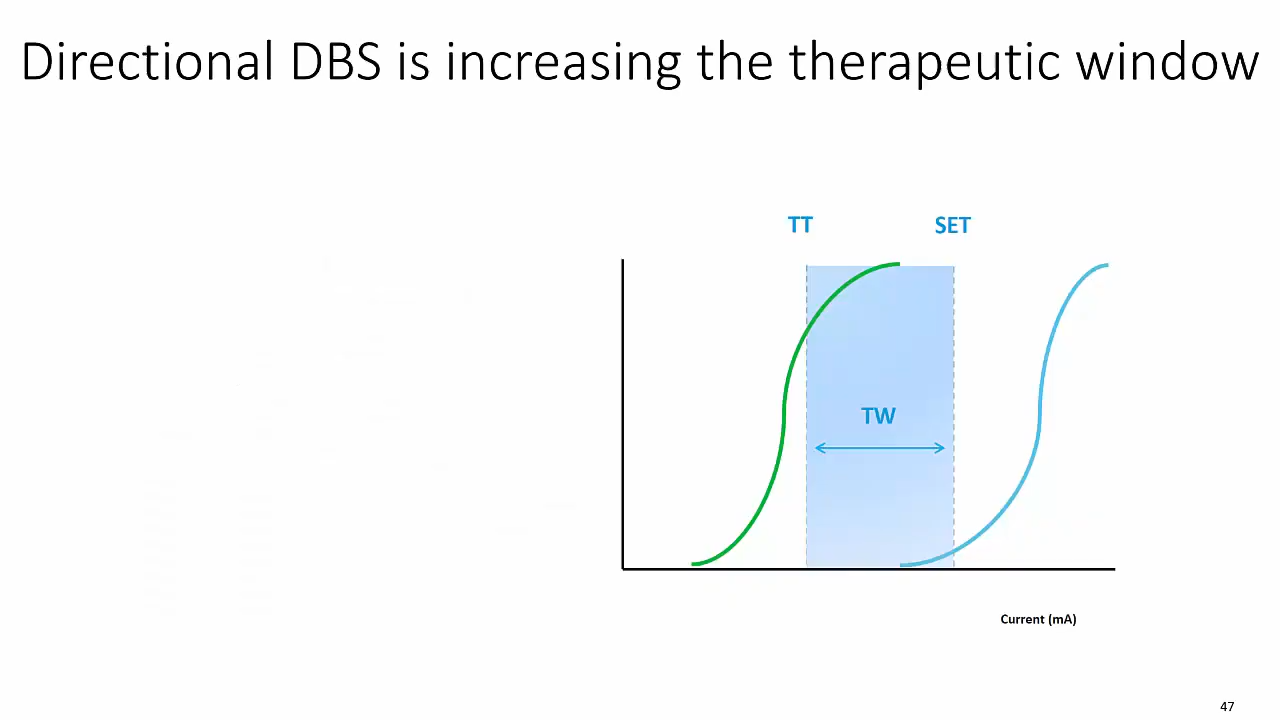 Directional DBS is increasing the therapeutic window
TT
SET
TW
Current (mA)
47